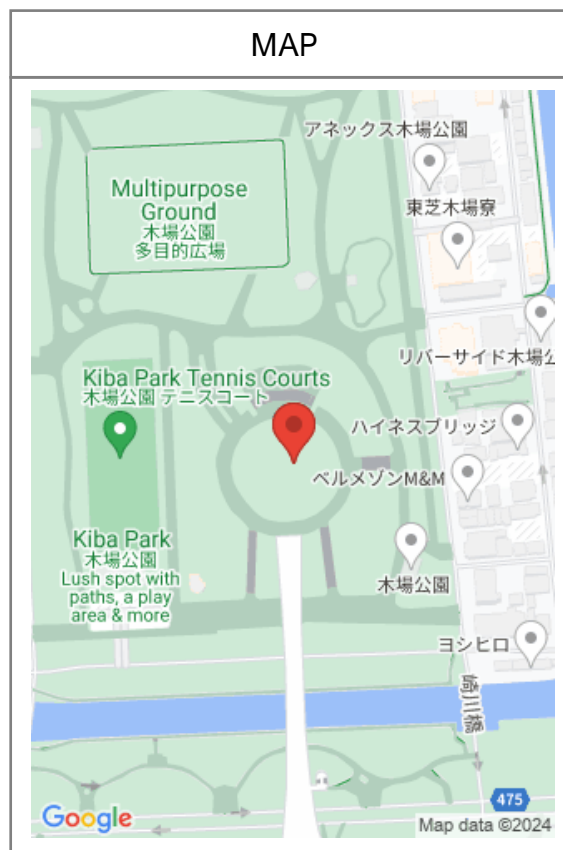 MAP
アネックス木場公園
Multipurpose
Ground
木場公園
多目的広場
東芝木場寮
リバーサイド木場公
Kiba Park Tennis Courts
木場公園 テニスコート
ハイネスブリッジ
ベルメゾンM&M
Kiba Park
木場公園
Lush spot with
paths, a play
area & more
木場公園
ヨシヒロ
崎川橋
475
Google
Map data ©2024